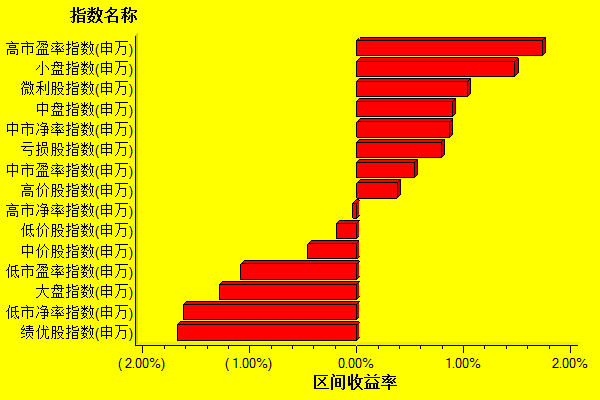 指数名称
高市盈率指数(申万)
小盘指数(申万)
微利股指数(申万)
中盘指数(申万)
中市净率指数(申万)
亏损股指数(申万)
中市盈率指数(申万)
高价股指数(申万)
高市净率指数(申万)
低价股指数(申万)
中价股指数(申万)
低市盈率指数(申万)
大盘指数(申万)
低市净率指数(申万)
绩优股指数(申万)
(2.00%) (1.00%) 0.00% 1.00% 2.00%
区间收益率